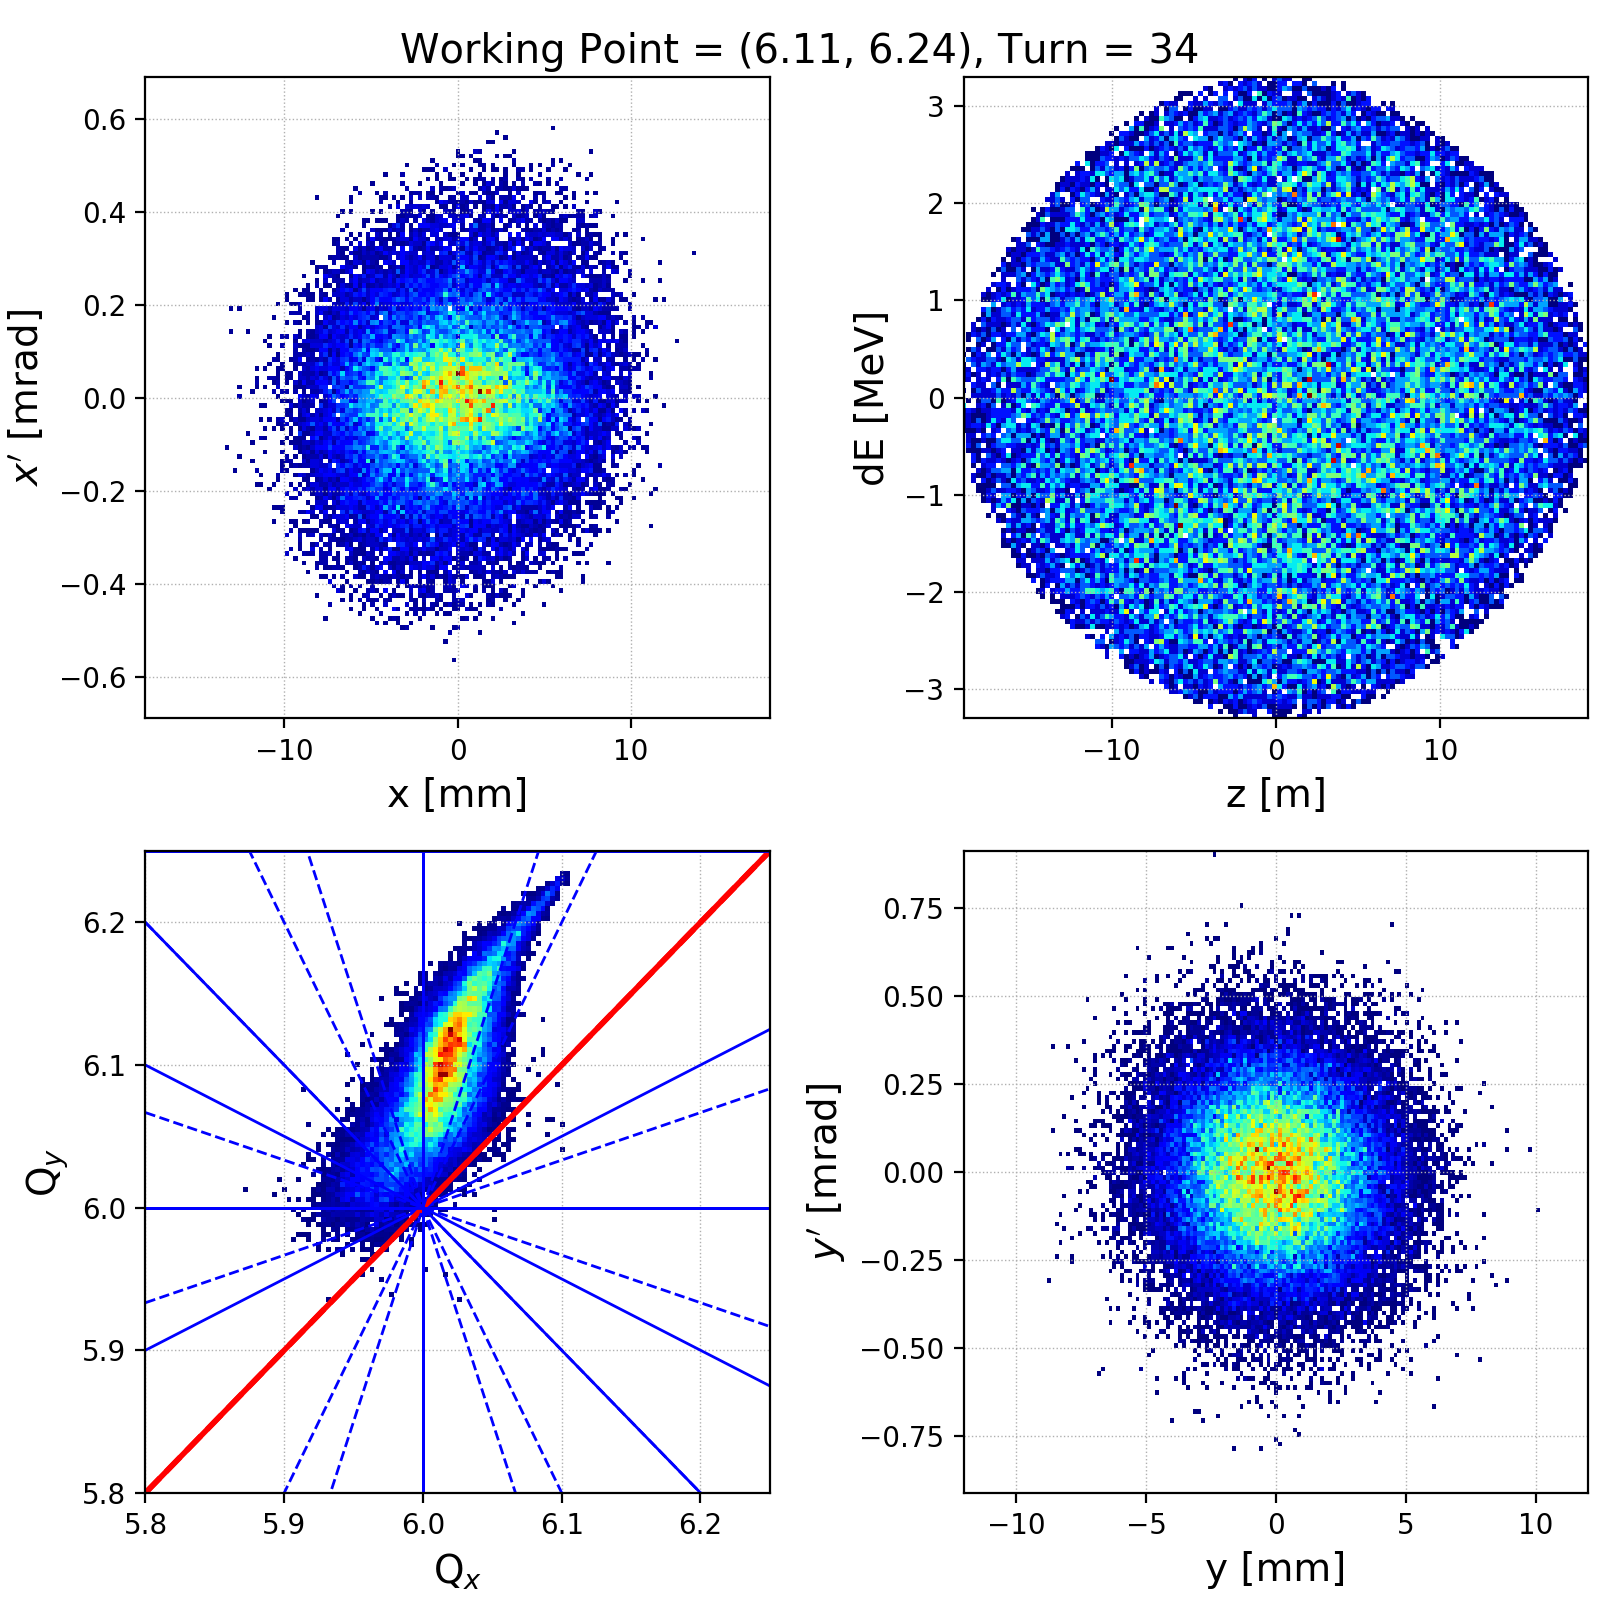 Working Point = (6.11, 6.24), Turn = 34
0.6
0.4
0.2
0.0
−0.2
−0.4
−0.6
x′ [mrad]
−10 0 10
x [mm]
3
2
1
0
−1
−2
−3
dE [MeV]
−10 0 10
z [m]
6.2
6.1
6.0
5.9
5.8
Qy
5.8 5.9 6.0 6.1 6.2
Qx
0.75
0.50
0.25
0.00
−0.25
−0.50
−0.75
y′ [mrad]
−10 −5 0 5 10
y [mm]